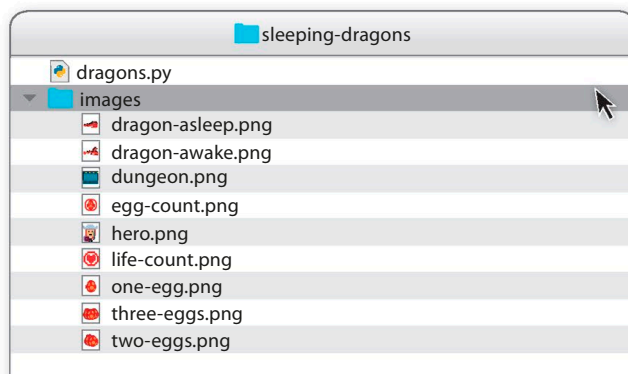 sleeping-dragons
dragons.py
images
dragon-asleep.png
dragon-awake.png
dungeon.png
egg-count.png
hero.png
life-count.png
one-egg.png
three-eggs.png
two-eggs.png